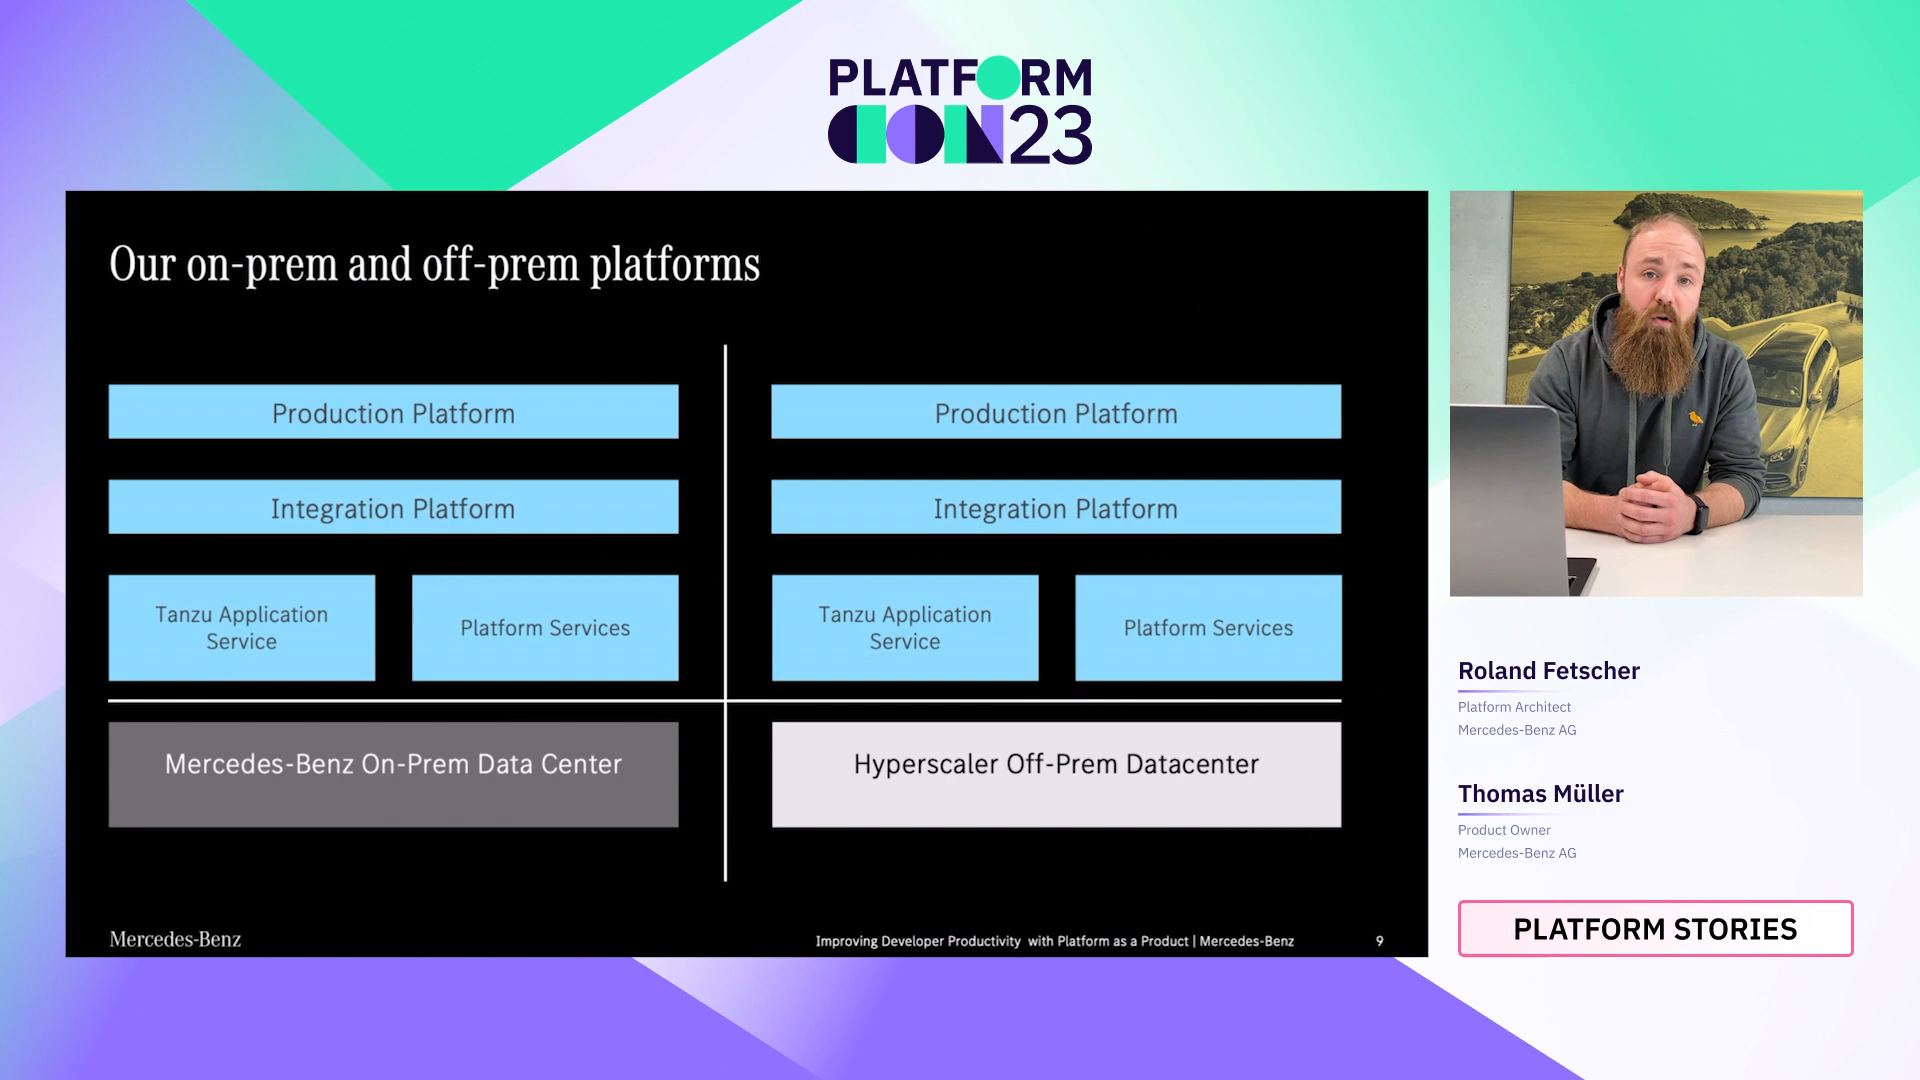 PLATFORM
CON23
Our on-prem and off-prem platforms
Production Platform
Integration Platform
Tanzu Application
Service
Platform Services
Mercedes-Benz On-Prem Data Center
Production Platform
Integration Platform
Tanzu Application
Service
Platform Services
Hyperscaler Off-Prem Datacenter
Mercedes-Benz
Improving Developer Productivity with Platform as a Product | Mercedes-Benz
9
Roland Fetscher
Platform Architect
Mercedes-Benz AG
Thomas Müller
Product Owner
Mercedes-Benz AG
PLATFORM STORIES